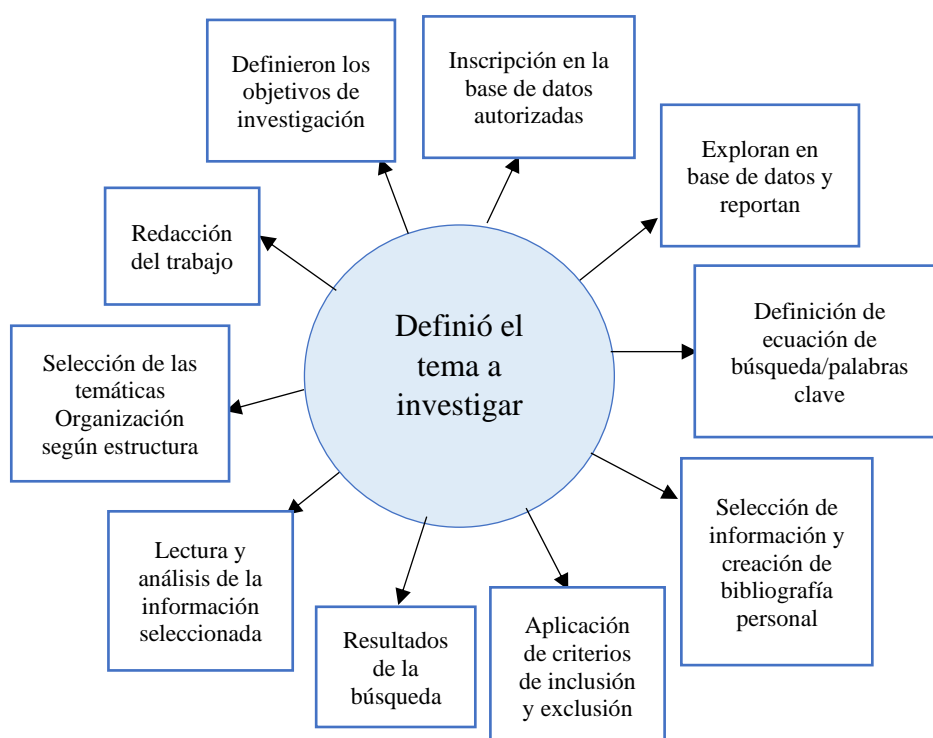 Definieron los
objetivos de
investigación
Inscripción en la
base de datos
autorizadas
Exploran en
base de datos y
reportan
Definición de
ecuación de
búsqueda/palabras
clave
Selección de
información y
creación de
bibliografía
personal
Aplicación
de criterios
de inclusión
y exclusión
Resultados
de la
búsqueda
Lectura y
análisis de la
información
seleccionada
Selección de las
temáticas
Organización
según estructura
Redacción
del trabajo
Definió el
tema a
investigar